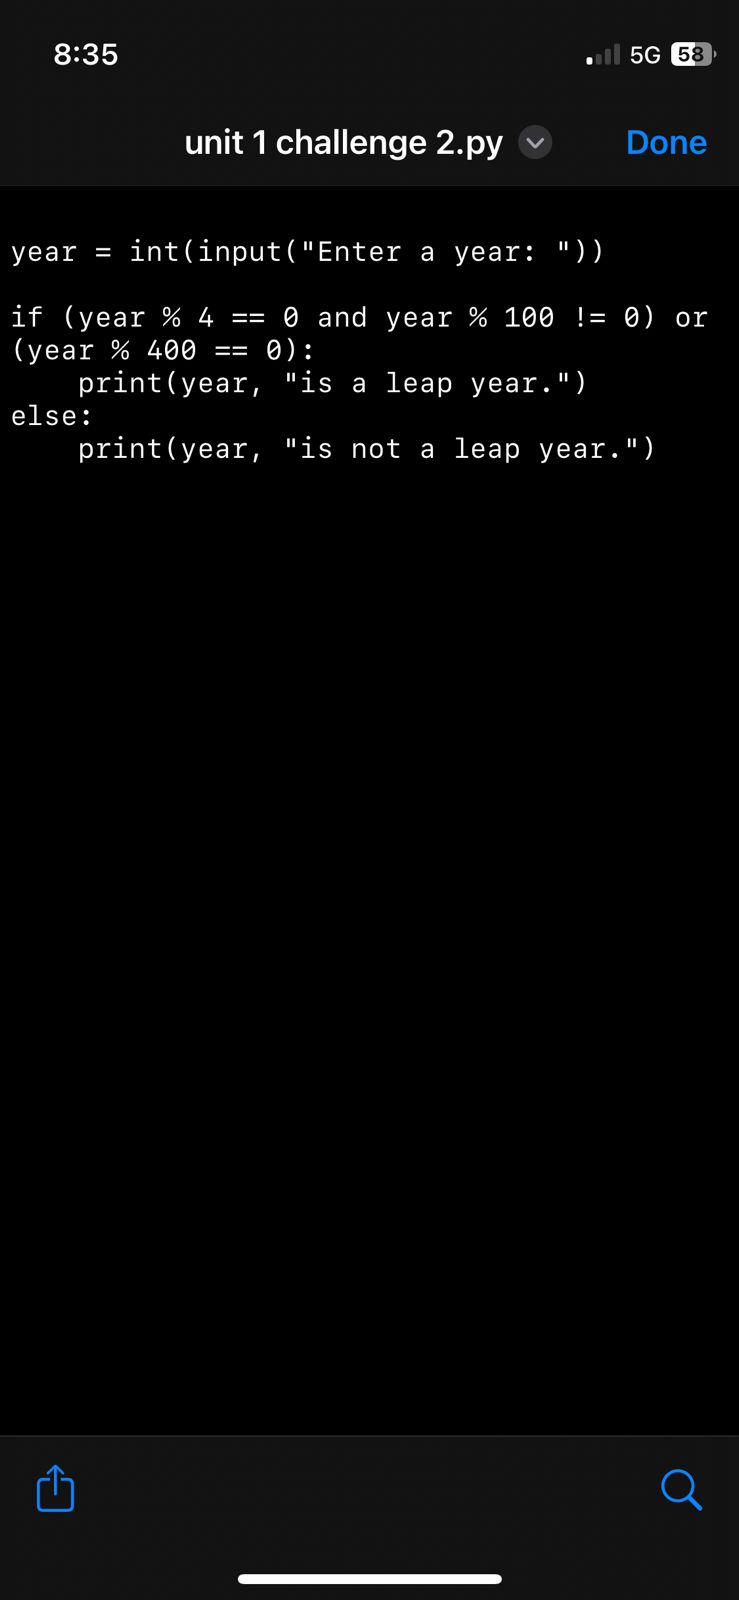 8:35
5G 58
unit 1 challenge 2.py
Done
year = int(input("Enter a year: "))
if (year % 4 == 0 and year % 100 != 0) or
(year % 400 == 0):
    print(year, "is a leap year.")
else:
    print(year, "is not a leap year.")